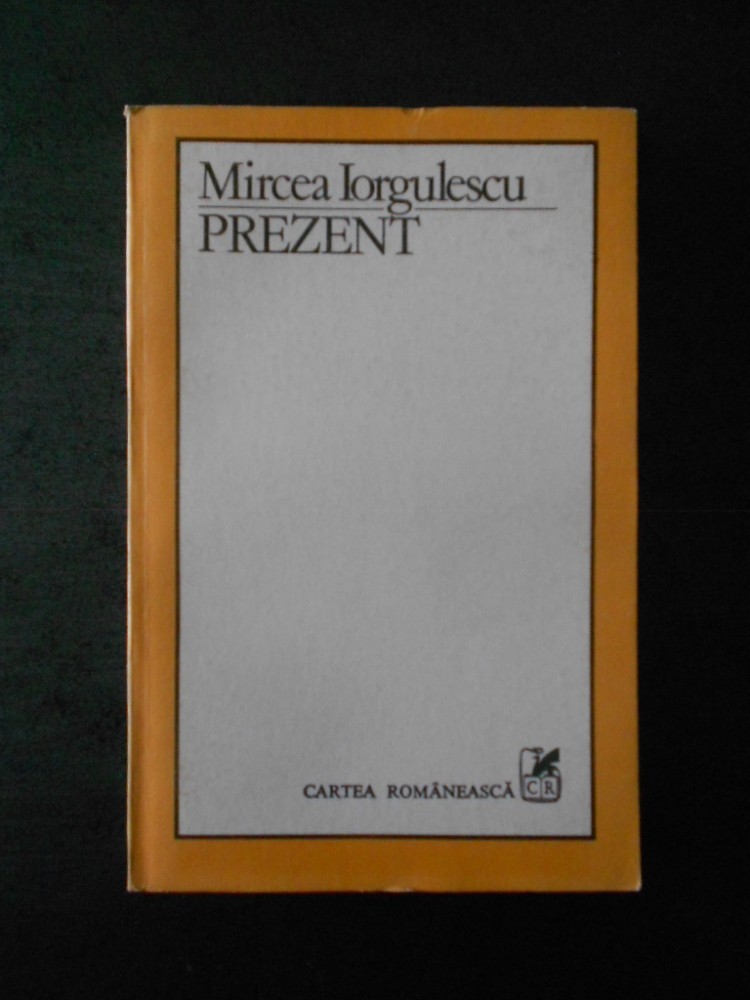 Mircea Iorgulescu
PREZENT
CARTEA ROMÂNEASCĂ
CR